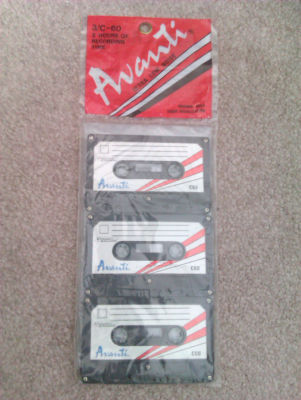 3/C-60
3 HOURS OF
RECORDING
TAPE
Avanti
Avanti
C60
Avanti
C60
Avanti
C60